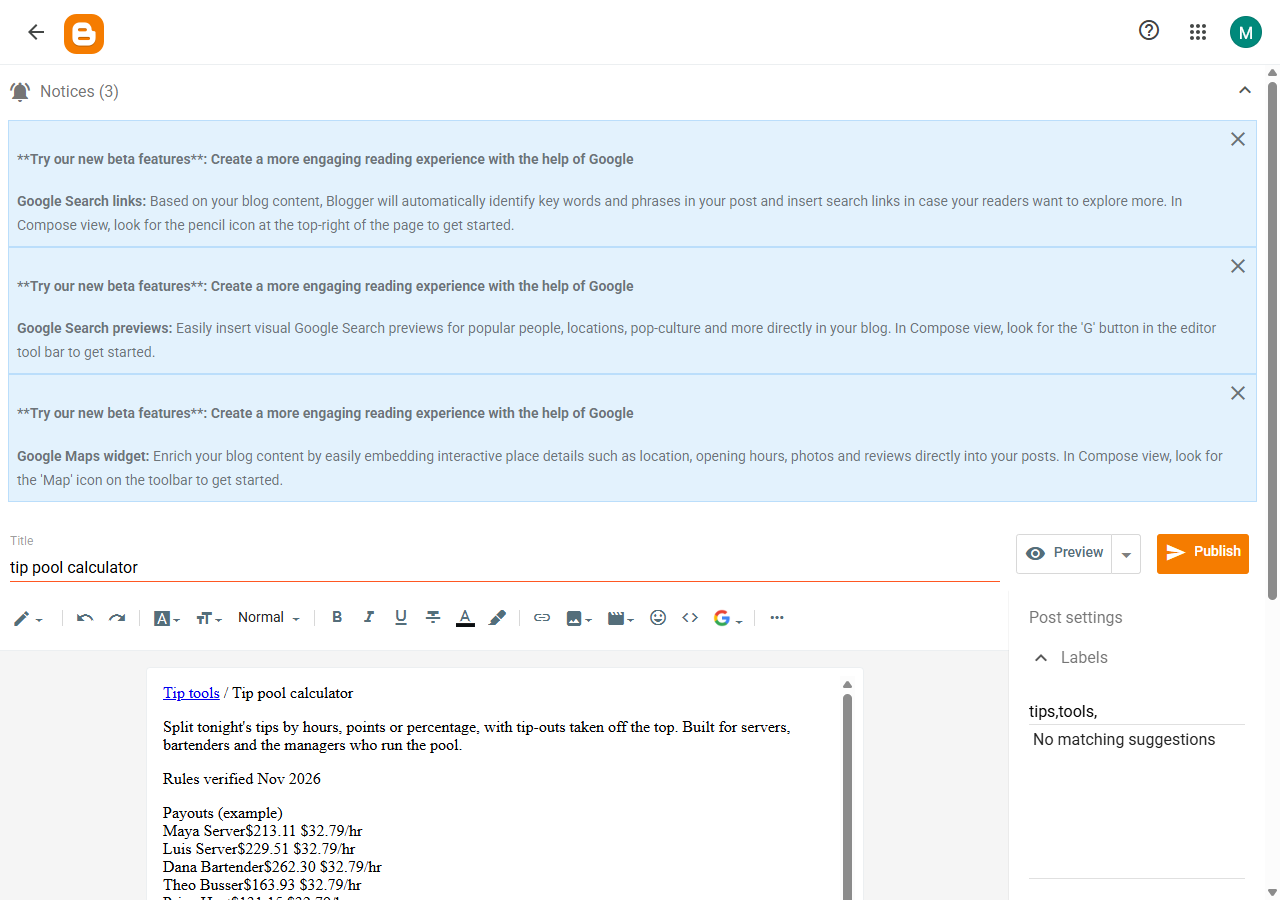 M
Notices (3)
**Try our new beta features**: Create a more engaging reading experience with the help of Google
Google Search links: Based on your blog content, Blogger will automatically identify key words and phrases in your post and insert search links in case your readers want to explore more. In
Compose view, look for the pencil icon at the top-right of the page to get started.
**Try our new beta features**: Create a more engaging reading experience with the help of Google
Google Search previews: Easily insert visual Google Search previews for popular people, locations, pop-culture and more directly in your blog. In Compose view, look for the 'G' button in the editor
tool bar to get started.
**Try our new beta features**: Create a more engaging reading experience with the help of Google
Google Maps widget: Enrich your blog content by easily embedding interactive place details such as location, opening hours, photos and reviews directly into your posts. In Compose view, look for
the 'Map' icon on the toolbar to get started.
Title
tip pool calculator
Preview
Publish
Normal
Post settings
Labels
tips,tools,
No matching suggestions
Tip tools / Tip pool calculator
Split tonight's tips by hours, points or percentage, with tip-outs taken off the top. Built for servers,
bartenders and the managers who run the pool.
Rules verified Nov 2026
Payouts (example)
Maya Server$213.11 $32.79/hr
Luis Server$229.51 $32.79/hr
Dana Bartender$262.30 $32.79/hr
Theo Busser$163.93 $32.79/hr